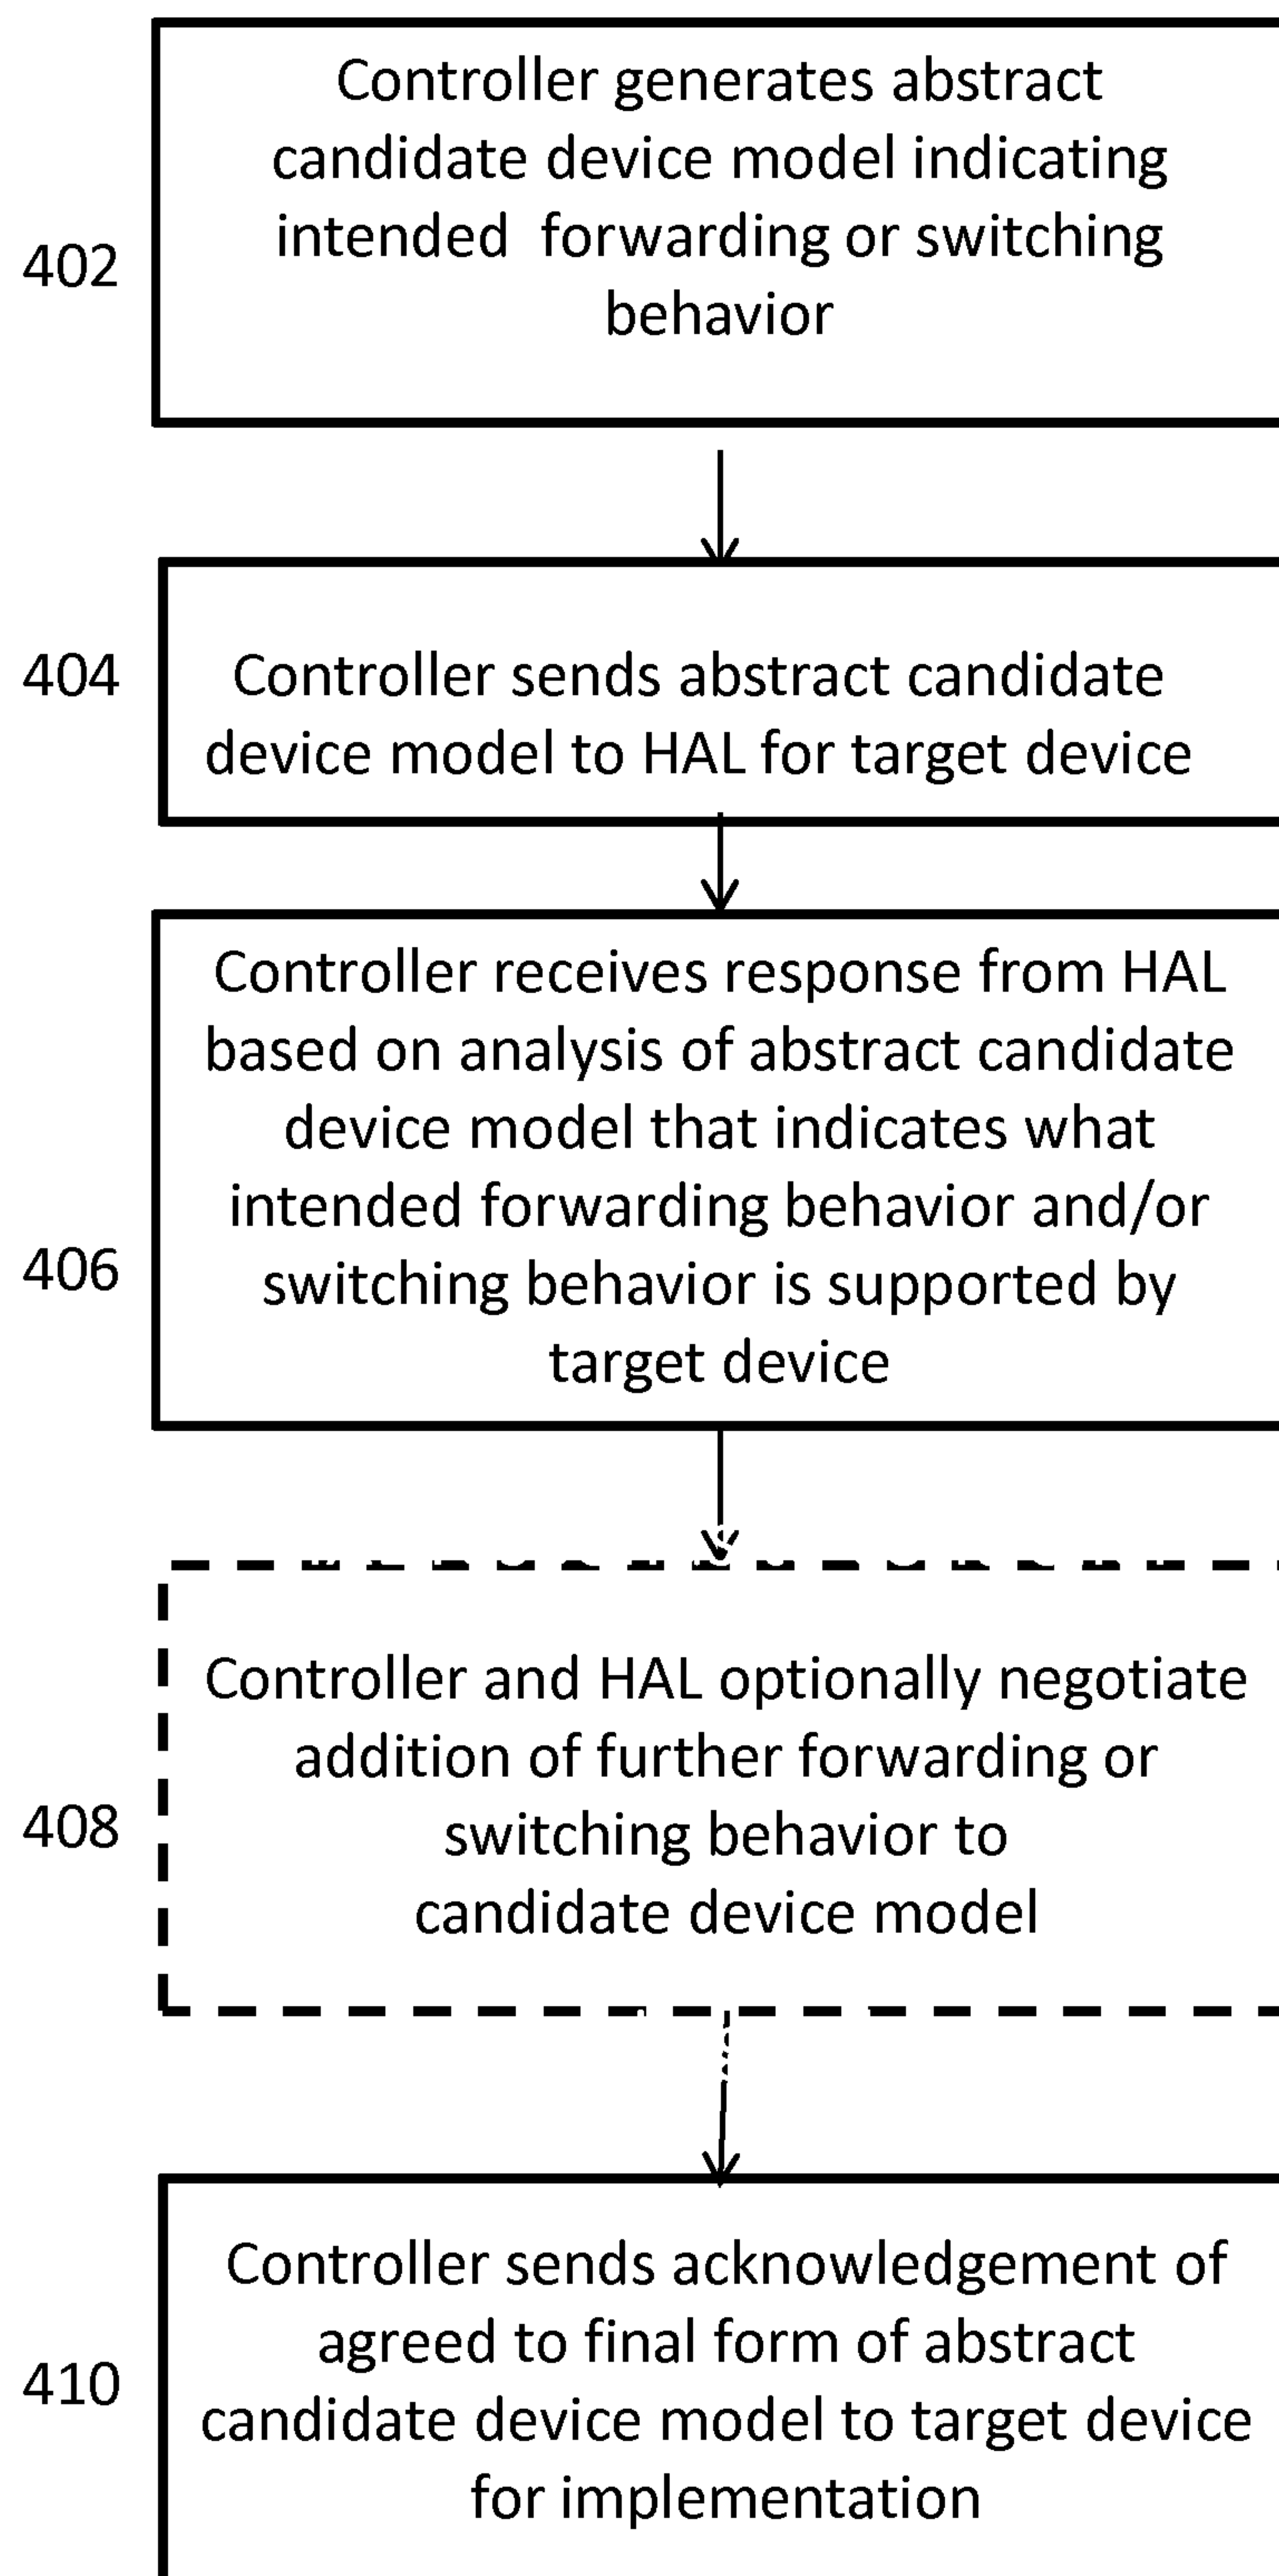 Controller generates abstract
candidate device model indicating
intended forwarding or switching
behavior
402
404
Controller sends abstract candidate
device model to HAL for target device
Controller receives response from HAL
based on analysis of abstract candidate
device model that indicates what
intended forwarding behavior and/or
switching behavior is supported by
target device
406
Controller and HAL optionally negotiate
addition of further forwarding or
switching behavior to
candidate device model
408
Controller sends acknowledgement of
agreed to final form of abstract
candidate device model to target device
for implementation
410